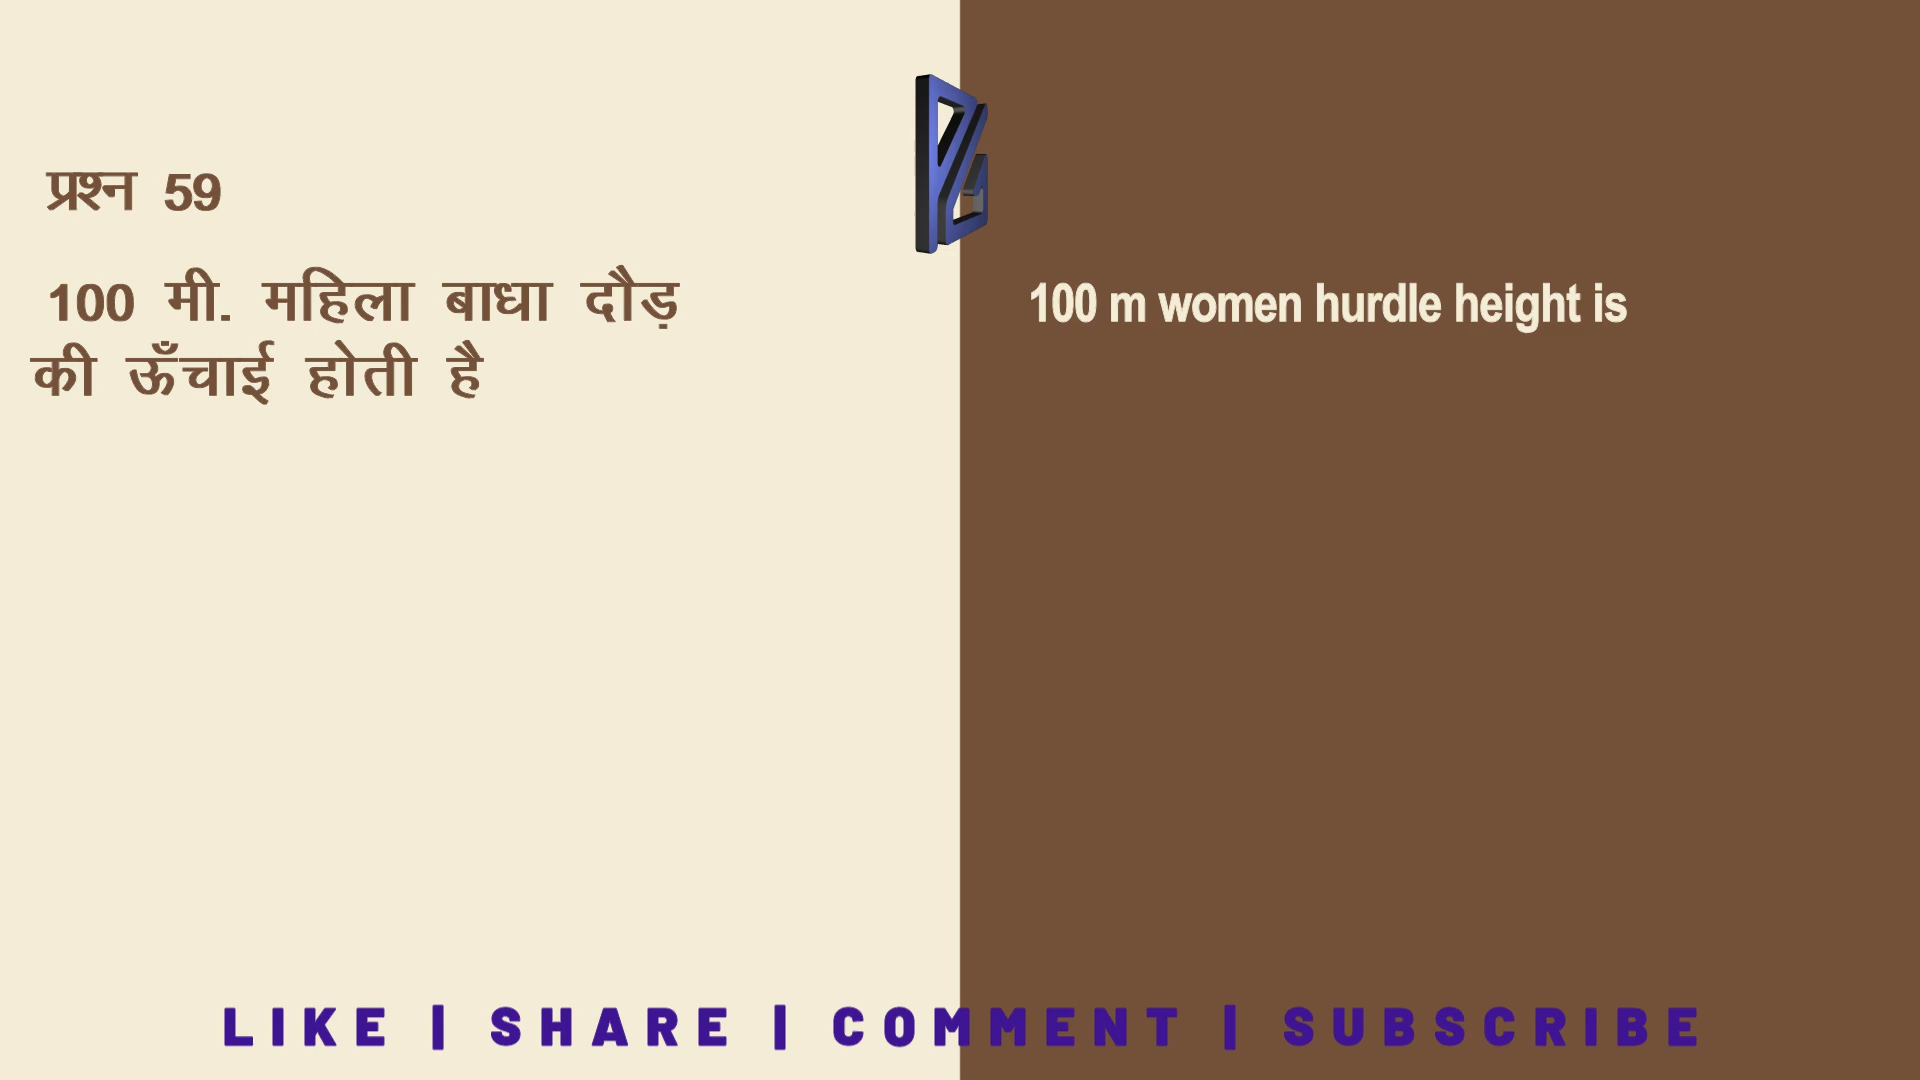 प्रश्न 59
100 मी. महिला बाधा दौड़
की ऊँचाई होती है
100 m women hurdle height is
LIKE | SHARE | COMMENT | SUBSCRIBE